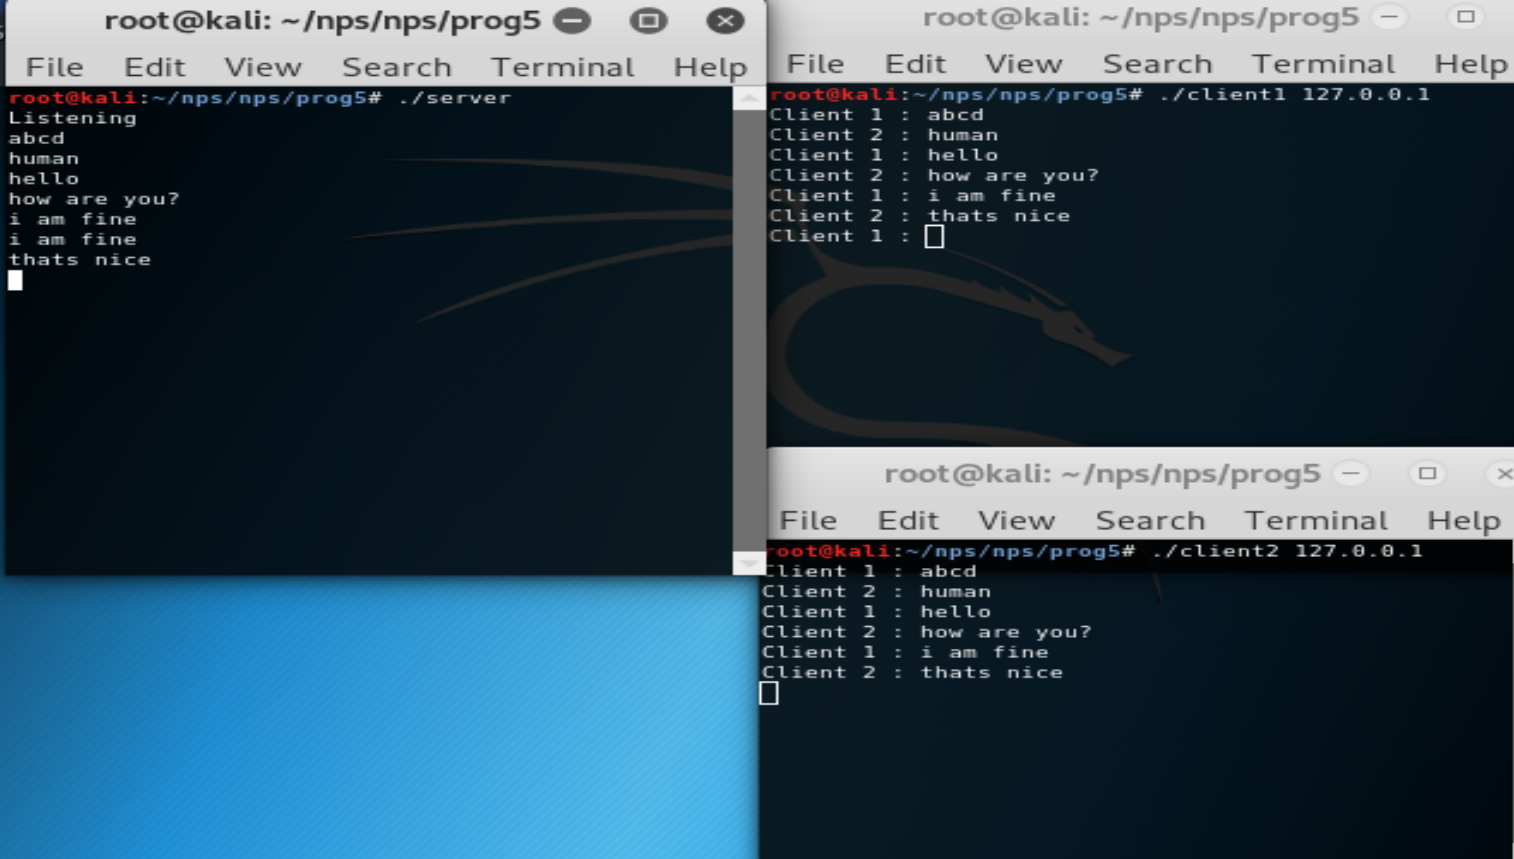 root@kali: ~/nps/nps/prog5
File Edit View Search Terminal Help
root@kali:~/nps/nps/prog5# ./server
Listening
abcd
human
hello
how are you?
i am fine
i am fine
thats nice
root@kali: ~/nps/nps/prog5
File Edit View Search Terminal Help
root@kali:~/nps/nps/prog5# ./client1 127.0.0.1
Client 1 : abcd
Client 2 : human
Client 1 : hello
Client 2 : how are you?
Client 1 : i am fine
Client 2 : thats nice
Client 1 :
root@kali: ~/nps/nps/prog5
File Edit View Search Terminal Help
root@kali:~/nps/nps/prog5# ./client2 127.0.0.1
Client 1 : abcd
Client 2 : human
Client 1 : hello
Client 2 : how are you?
Client 1 : i am fine
Client 2 : thats nice